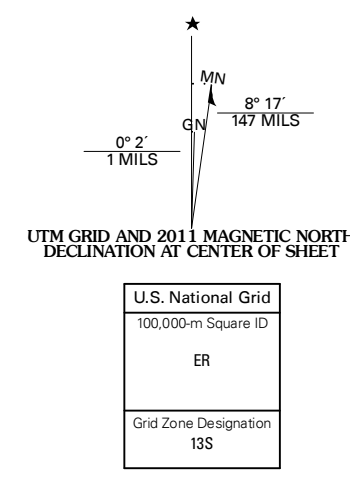 MN
8° 17´
147 MILS
GN
0° 2´
1 MILS
UTM GRID AND 2011 MAGNETIC NORTH
DECLINATION AT CENTER OF SHEET
U.S. National Grid
100,000-m Square ID
ER
Grid Zone Designation
13S